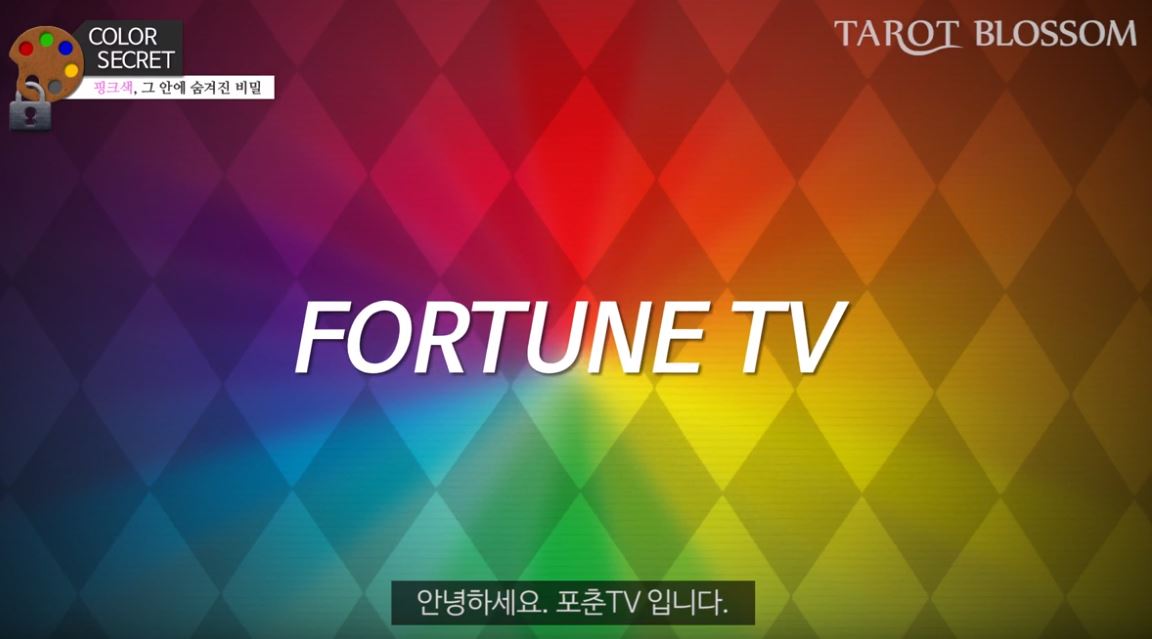 COLOR
SECRET
핑크색, 그 안에 숨겨진 비밀
TAROT BLOSSOM
FORTUNE TV
안녕하세요. 포춘TV 입니다.